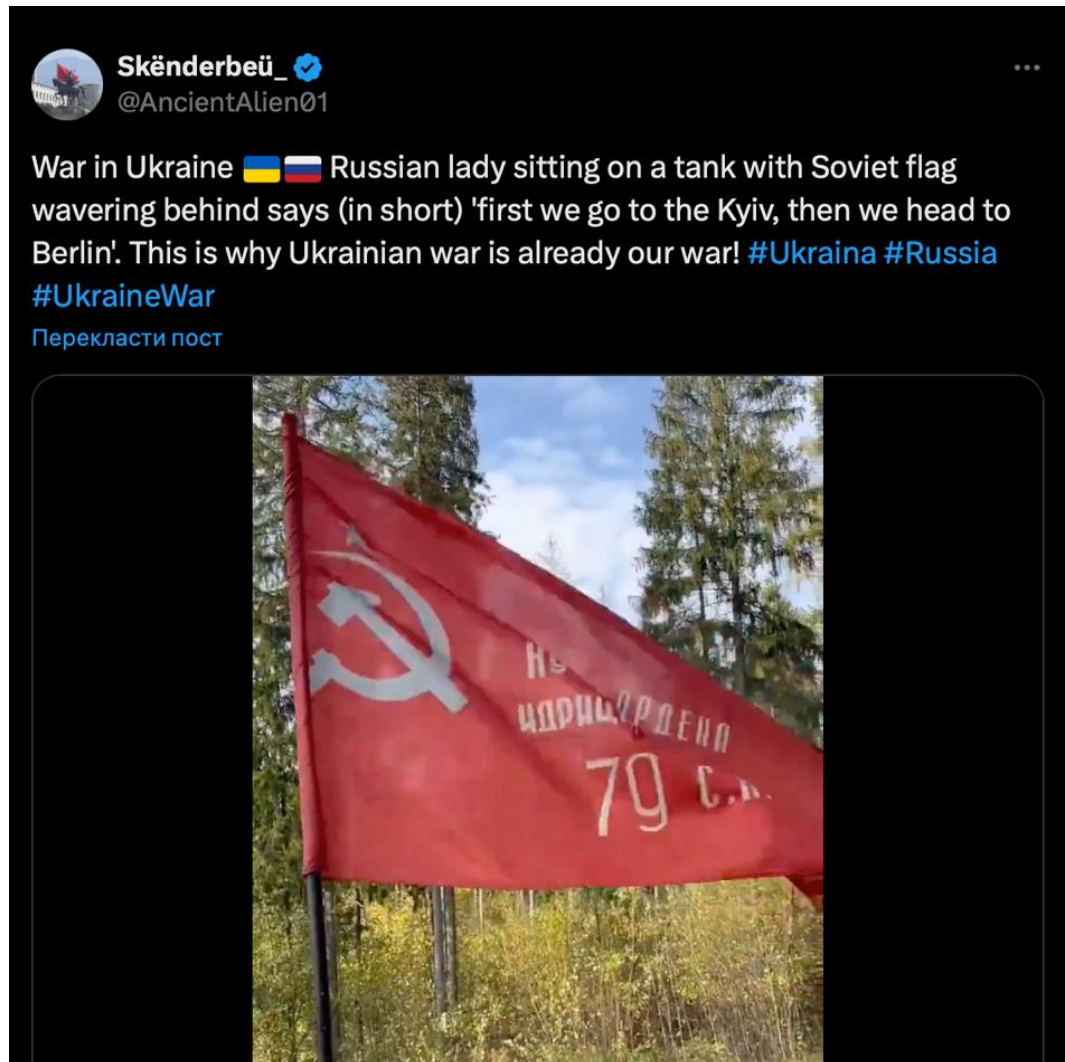 Skënderbeü_
@AncientAlien01
War in Ukraine 🇺🇦🇷🇺 Russian lady sitting on a tank with Soviet flag
wavering behind says (in short) 'first we go to the Kyiv, then we head to
Berlin'. This is why Ukrainian war is already our war! #Ukraina #Russia
#UkraineWar
Перекласти пост
79 С.